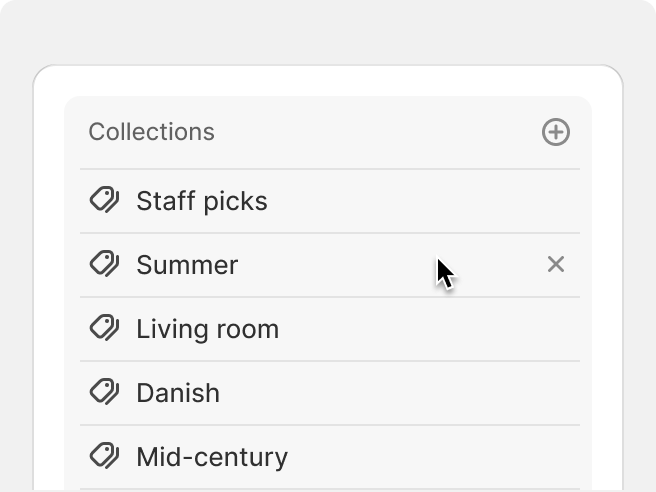 Collections
Staff picks
Summer
Living room
Danish
Mid-century